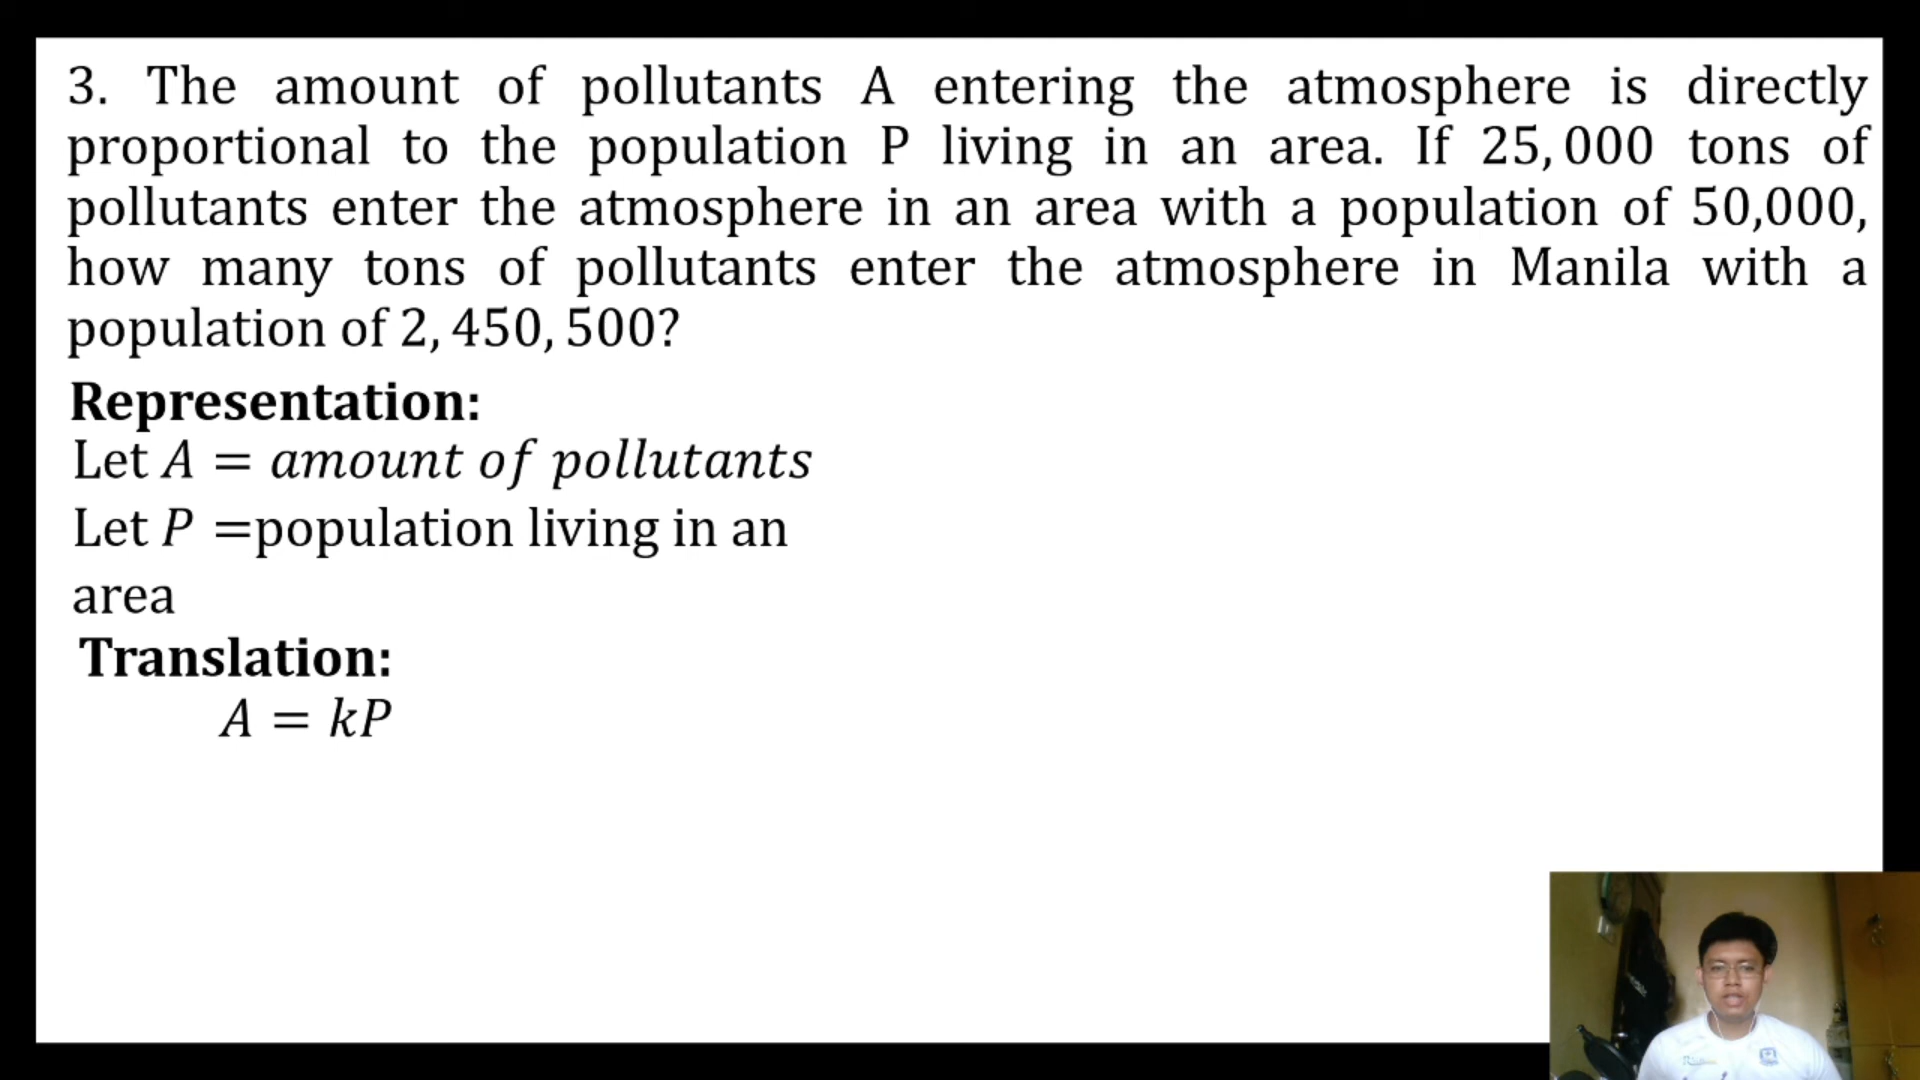 3. The amount of pollutants A entering the atmosphere is directly
proportional to the population P living in an area. If 25,000 tons of
pollutants enter the atmosphere in an area with a population of 50,000,
how many tons of pollutants enter the atmosphere in Manila with a
population of 2, 450, 500?
Representation:
Let A = amount of pollutants
Let P =population living in an
area
Translation:
A = kP